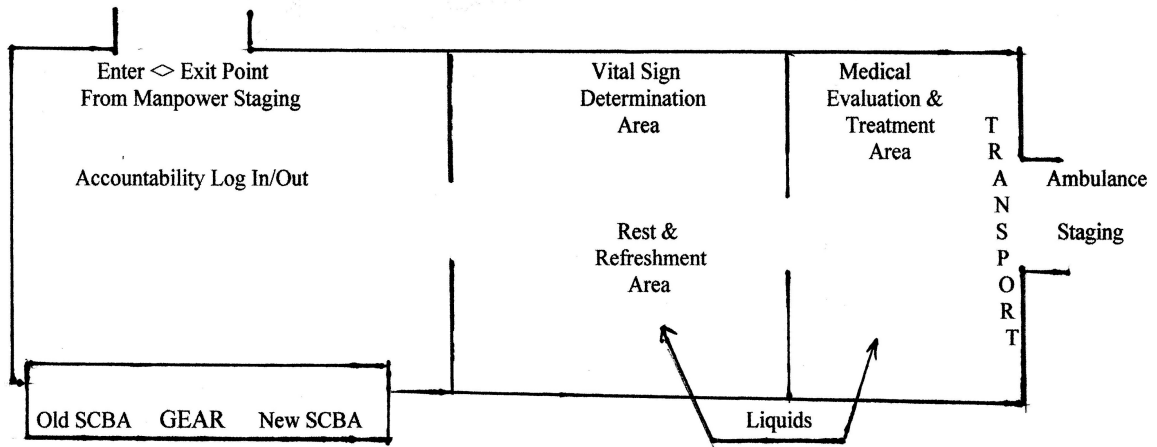 Enter <> Exit Point
From Manpower Staging
Accountability Log In/Out
Vital Sign
Determination
Area
Rest &
Refreshment
Area
Medical
Evaluation &
Treatment
Area
TRANSPORT
Ambulance
Staging
Old SCBA GEAR New SCBA
Liquids